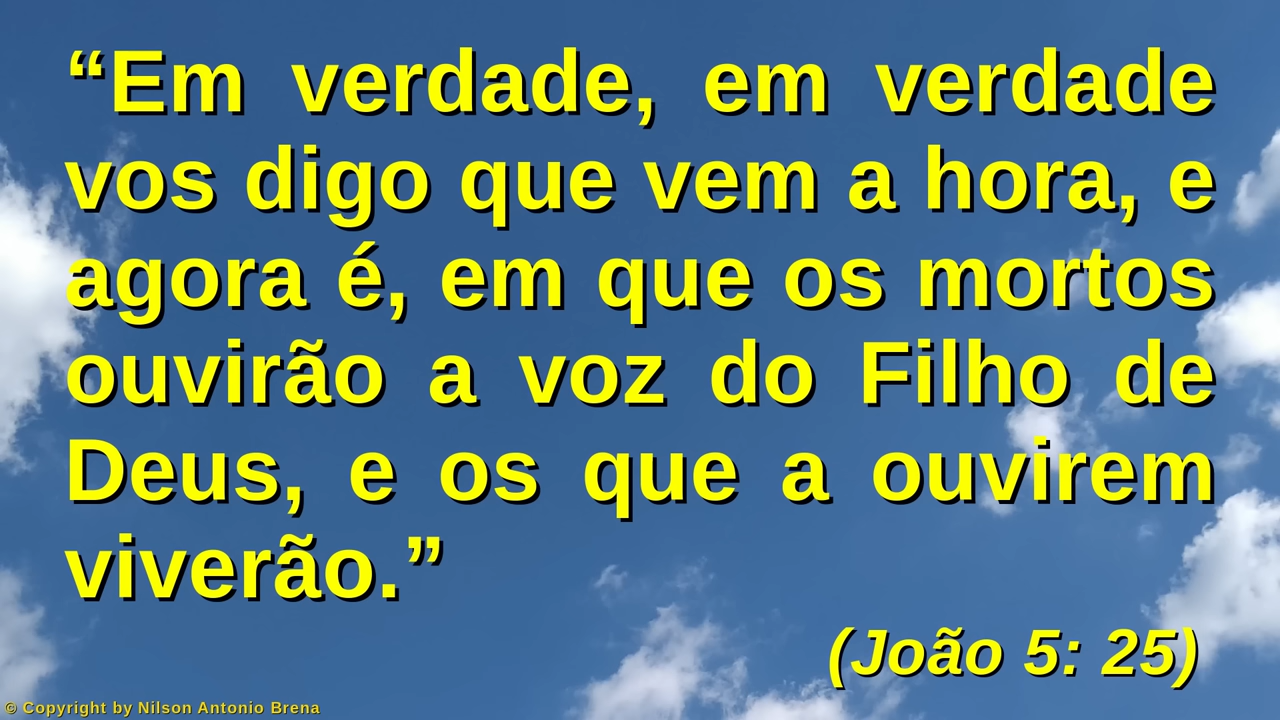 “Em verdade, em verdade
vos digo que vem a hora, e
agora é, em que os mortos
ouvirão a voz do Filho de
Deus, e os que a ouvirem
viverão.”
(João 5: 25)
© Copyright by Nilson Antonio Brena